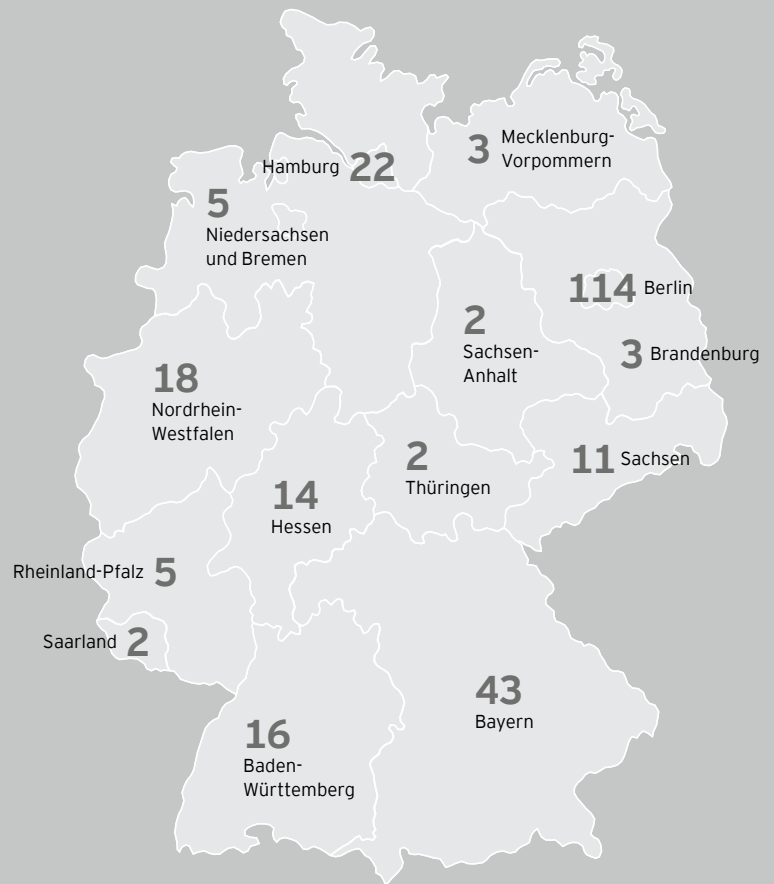 3 Mecklenburg-
Vorpommern
Hamburg 22
5
Niedersachsen
und Bremen
114 Berlin
2
Sachsen-
Anhalt
3 Brandenburg
18
Nordrhein-
Westfalen
2
Thüringen
11 Sachsen
14
Hessen
Rheinland-Pfalz 5
Saarland 2
43
Bayern
16
Baden-
Württemberg